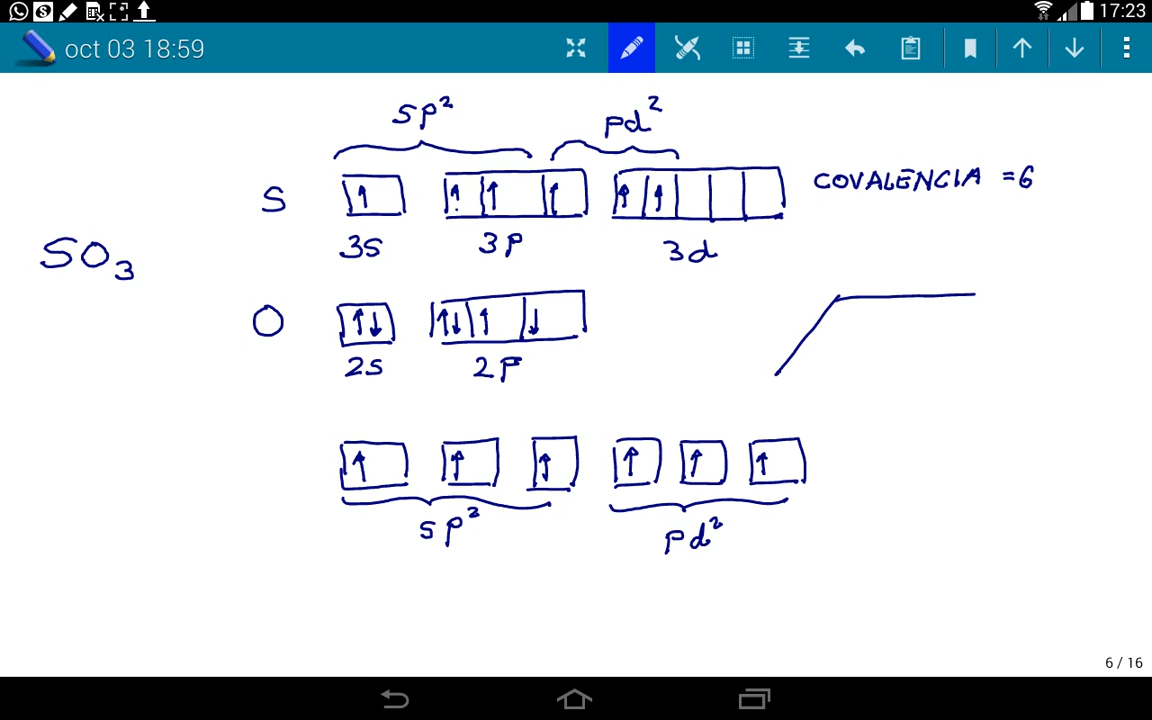 17:23
oct 03 18:59
sp² pd²
S ↑ ↑ ↑ ↑ ↑ ↑ COVALENCIA = 6
3s 3p 3d
SO₃
O ↑↓ ↑↓ ↑ ↓
2s 2p
↑ ↑ ↑ ↑ ↑ ↑
sp² pd²
6 / 16